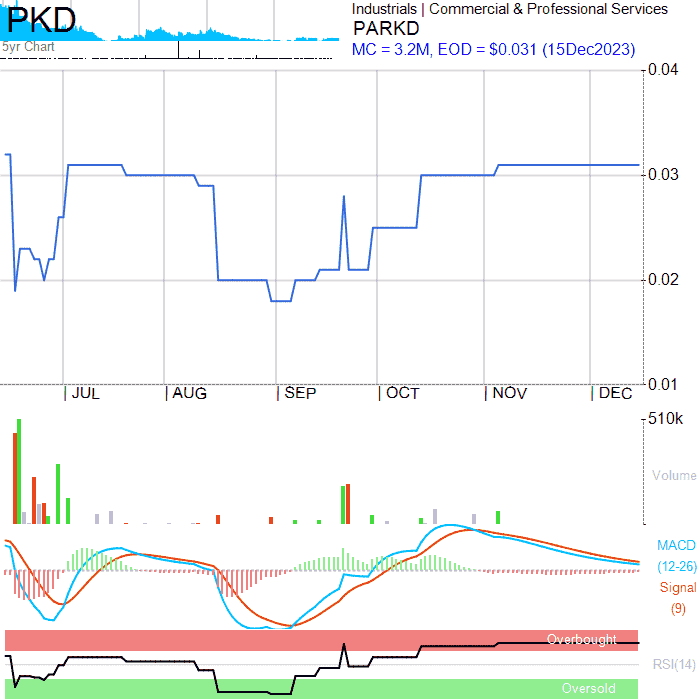 PKD
5yr Chart
Industrials | Commercial & Professional Services
PARKD
MC = 3.2M, EOD = $0.031 (15Dec2023)
0.04
0.03
0.02
0.01
| JUL | AUG | SEP | OCT | NOV | DEC
510k
Volume
MACD
(12-26)
Signal
(9)
Overbought
RSI(14)
Oversold